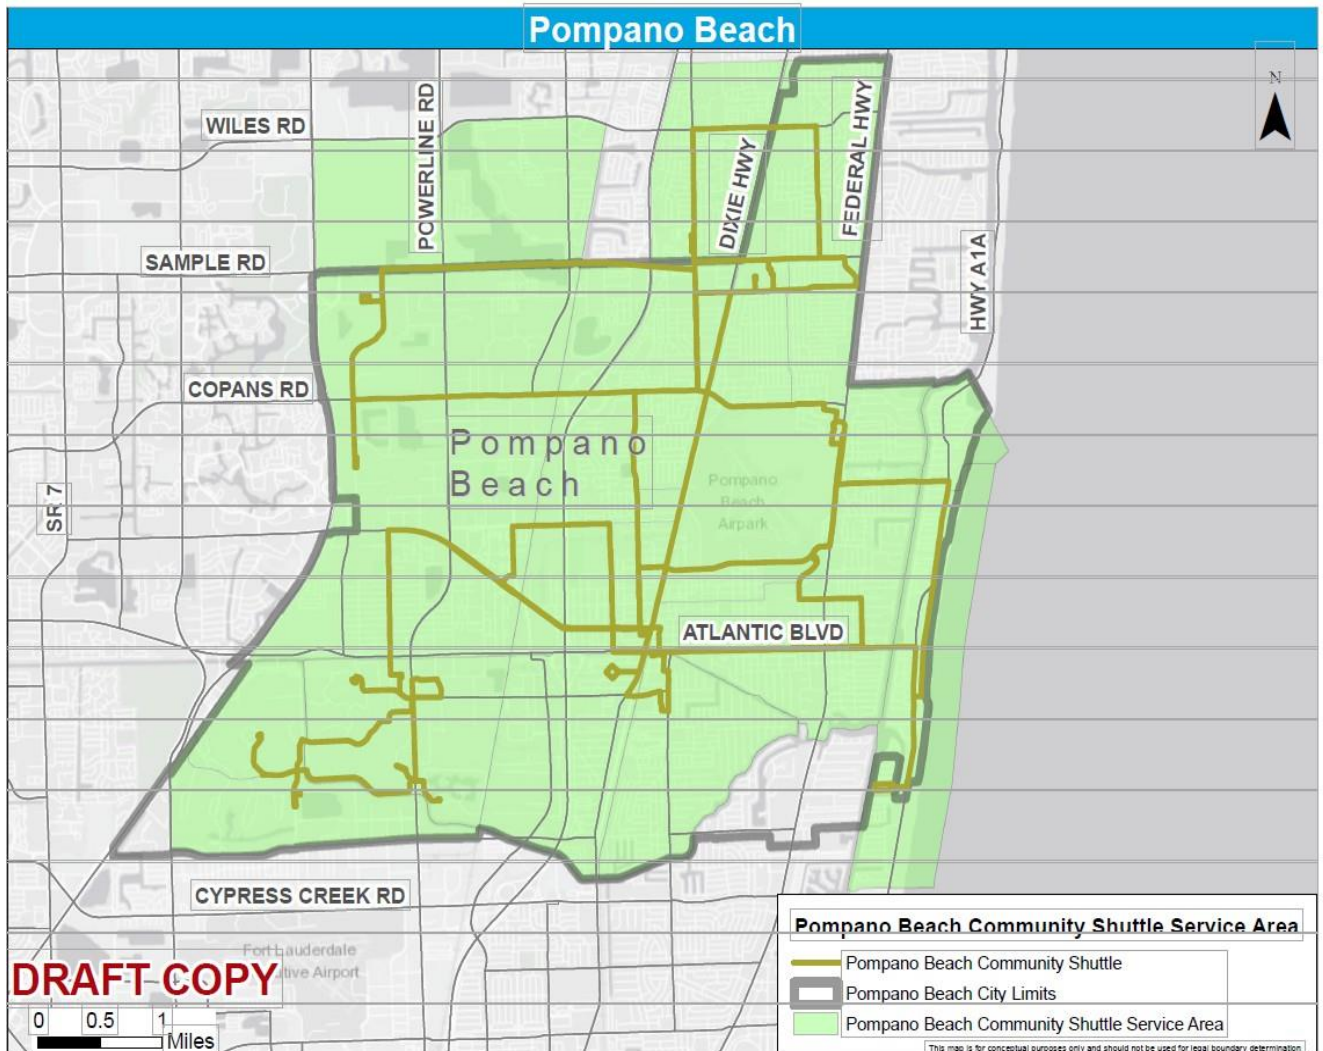 Pompano Beach
N
WILES RD
POWERLINE RD
DIXIE HWY
FEDERAL HWY
SAMPLE RD
HWY A1A
COPANS RD
Pompano
Beach
Pompano
Beach
Airpark
SR 7
ATLANTIC BLVD
CYPRESS CREEK RD
Fort Lauderdale
utive Airport
DRAFT COPY
0 0.5 1
Miles
Pompano Beach Community Shuttle Service Area
Pompano Beach Community Shuttle
Pompano Beach City Limits
Pompano Beach Community Shuttle Service Area
This map is for conceptual purposes only and should not be used for legal boundary determination